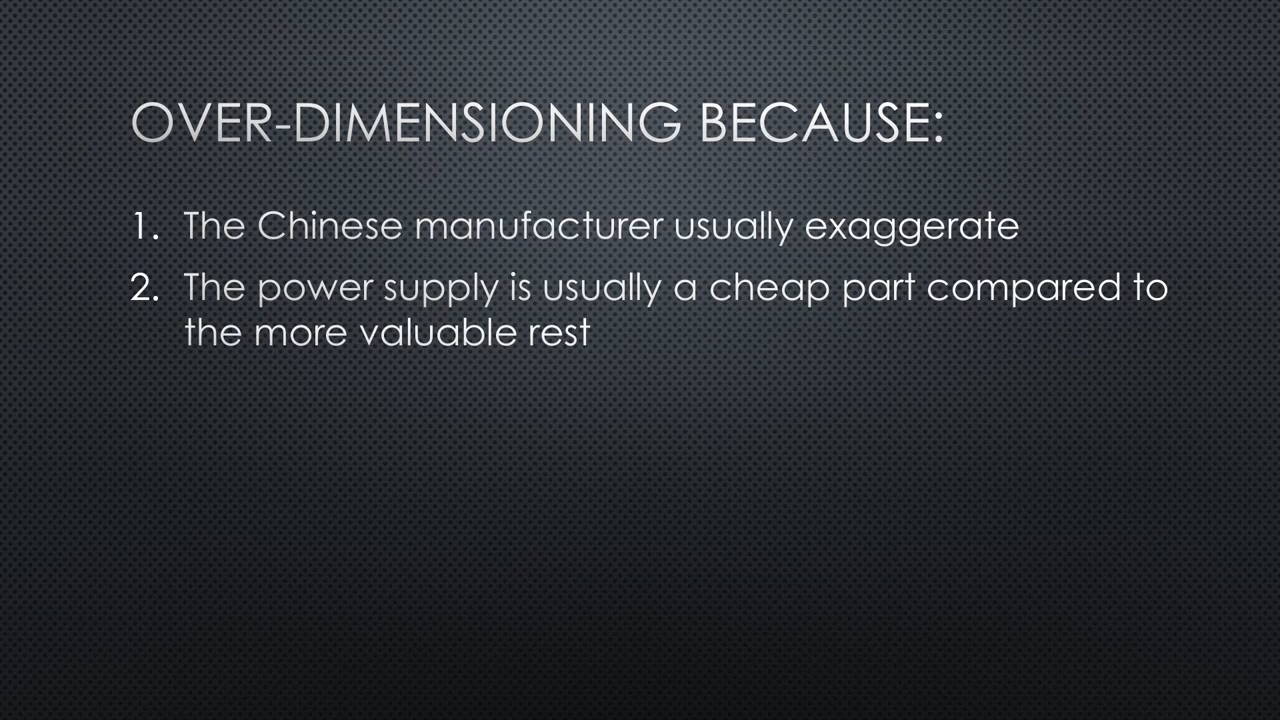 OVER-DIMENSIONING BECAUSE:
1. The Chinese manufacturer usually exaggerate
2. The power supply is usually a cheap part compared to
the more valuable rest